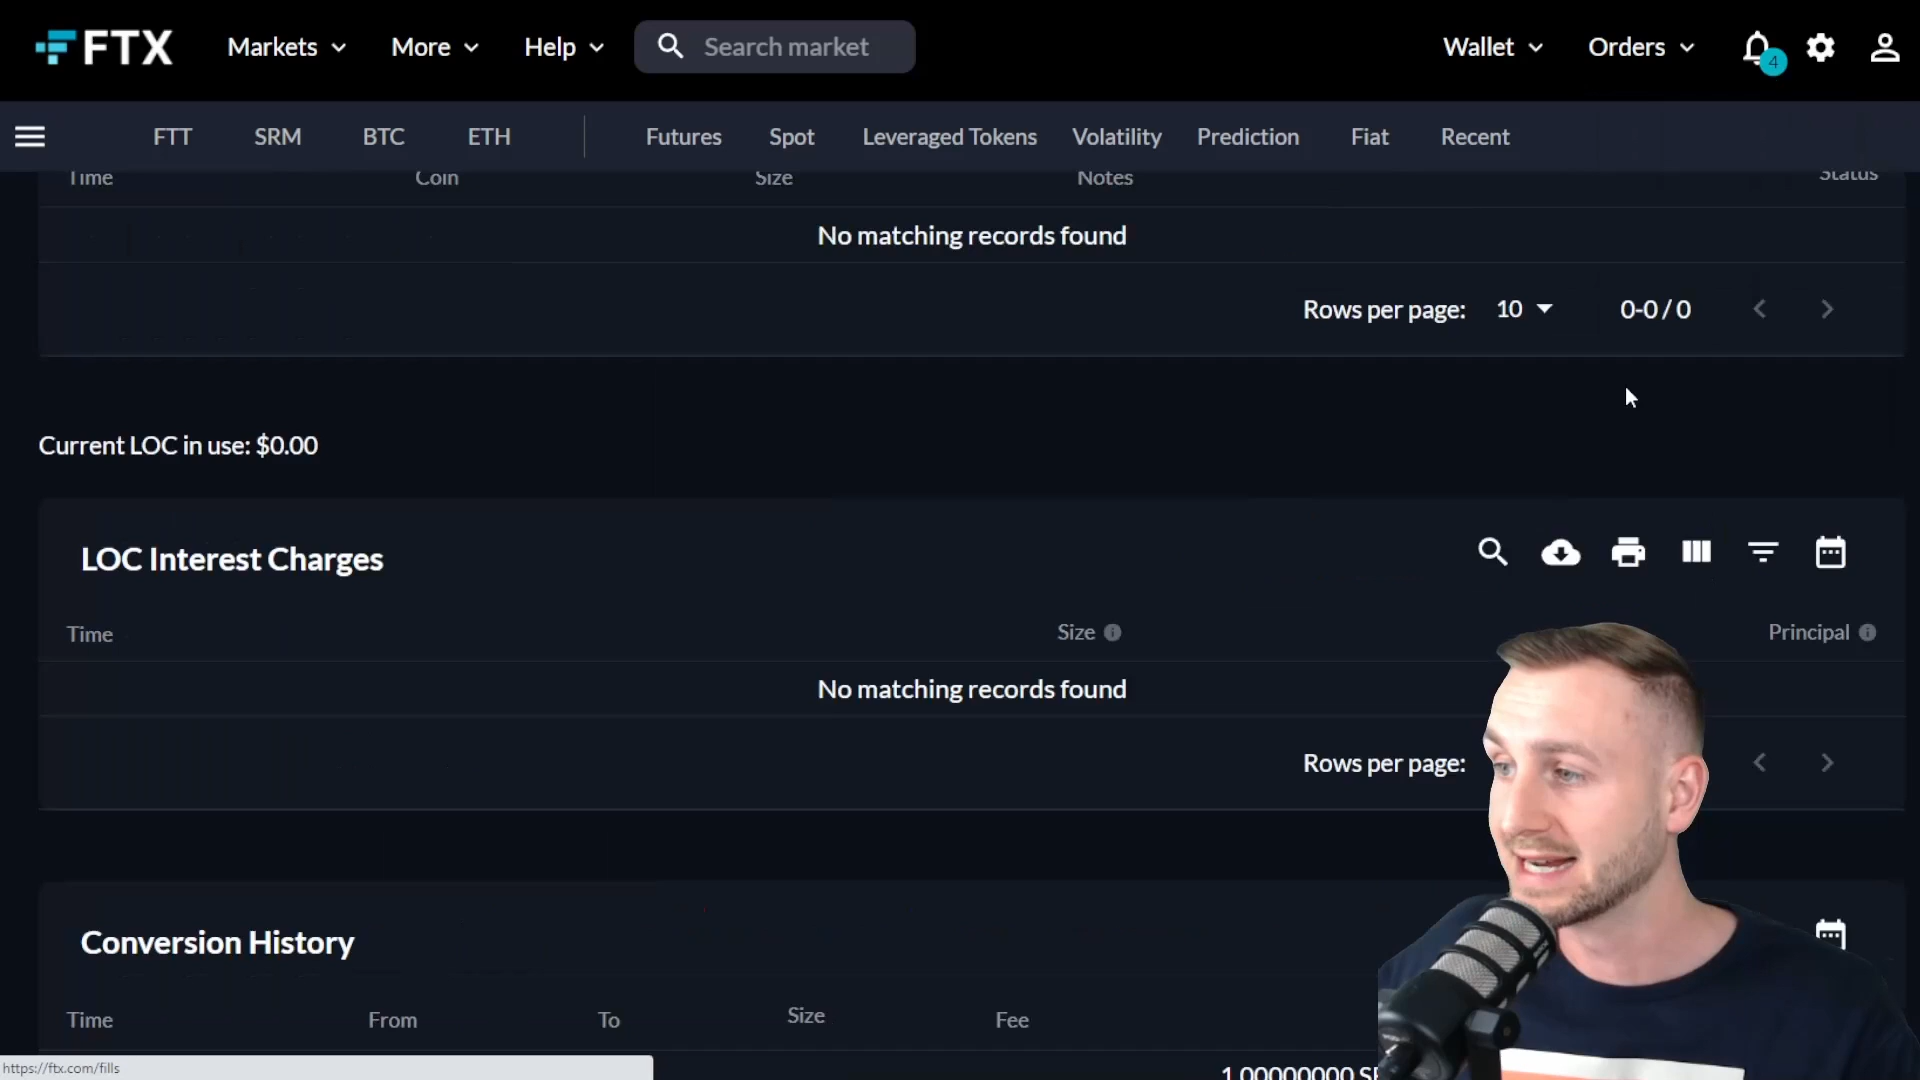 FTX Markets More Help Search market Wallet Orders 4
FTT SRM BTC ETH Futures Spot Leveraged Tokens Volatility Prediction Fiat Recent
Time Coin Size Notes Status
No matching records found
Rows per page: 10 0-0 / 0
Current LOC in use: $0.00
LOC Interest Charges
Time Size Principal
No matching records found
Rows per page:
Conversion History
Time From To Size Fee
https://ftx.com/fills
1.00000000